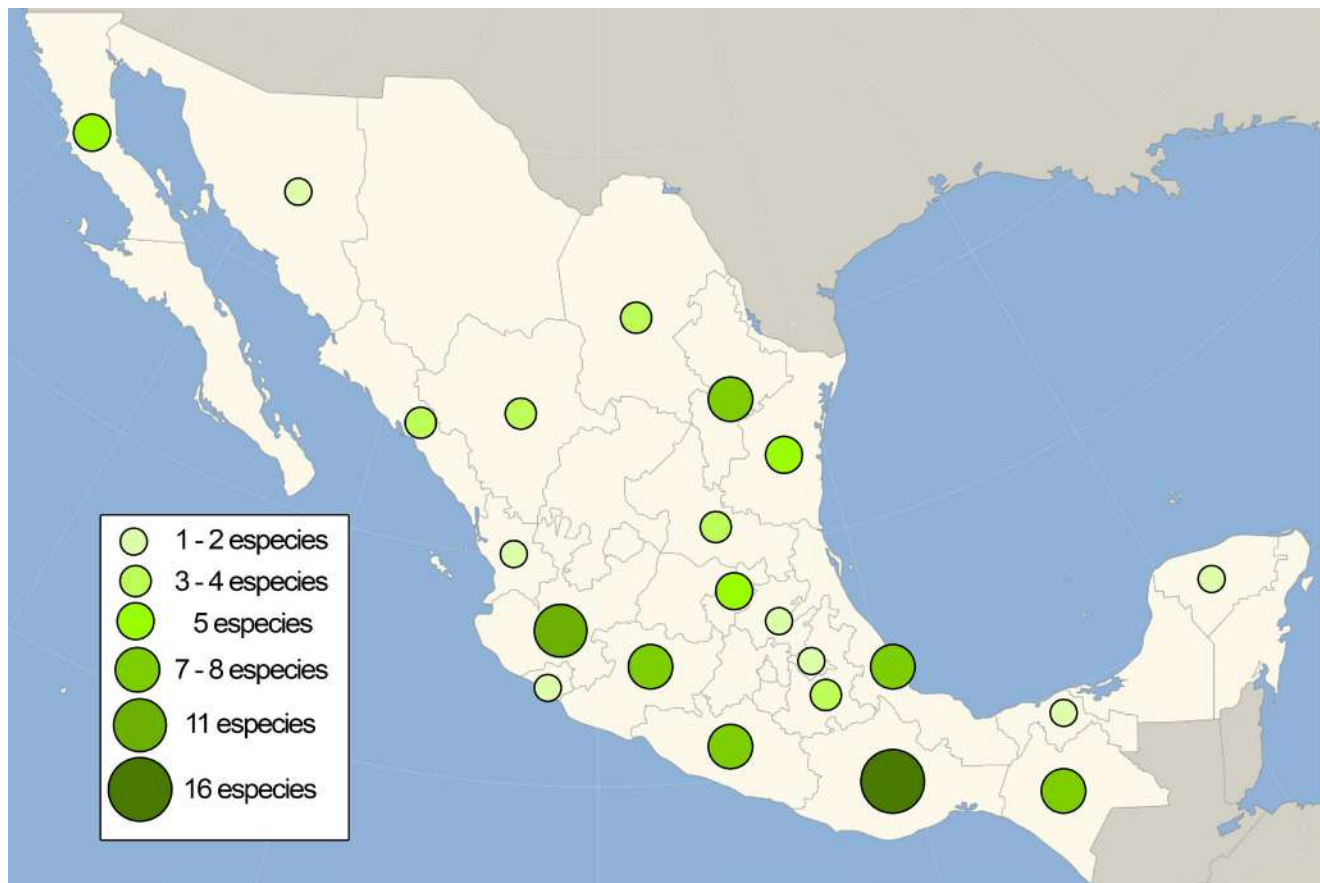 1 - 2 especies
3 - 4 especies
5 especies
7 - 8 especies
11 especies
16 especies